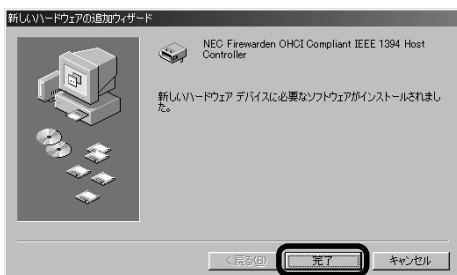 新しいハードウェアの追加ウィザード
NEC Firewarden OHCI Compliant IEEE 1394 Host
Controller
新しいハードウェア デバイスに必要なソフトウェアがインストールされまし
た。
< 戻る(B)
完了
キャンセル